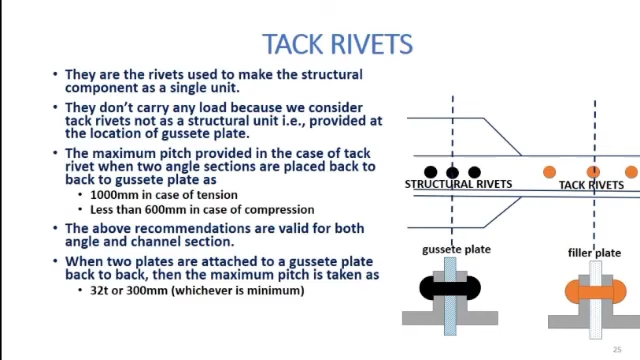 TACK RIVETS
• They are the rivets used to make the structural
component as a single unit.
• They don't carry any load because we consider
tack rivets not as a structural unit i.e., provided at
the location of gussete plate.
• The maximum pitch provided in the case of tack
rivet when two angle sections are placed back to
back to gussete plate as
• 1000mm in case of tension
• Less than 600mm in case of compression
• The above recommendations are valid for both
angle and channel section.
• When two plates are attached to a gussete plate
back to back, then the maximum pitch is taken as
• 32t or 300mm (whichever is minimum)
STRUCTURAL RIVETS
TACK RIVETS
gussete plate
filler plate
25